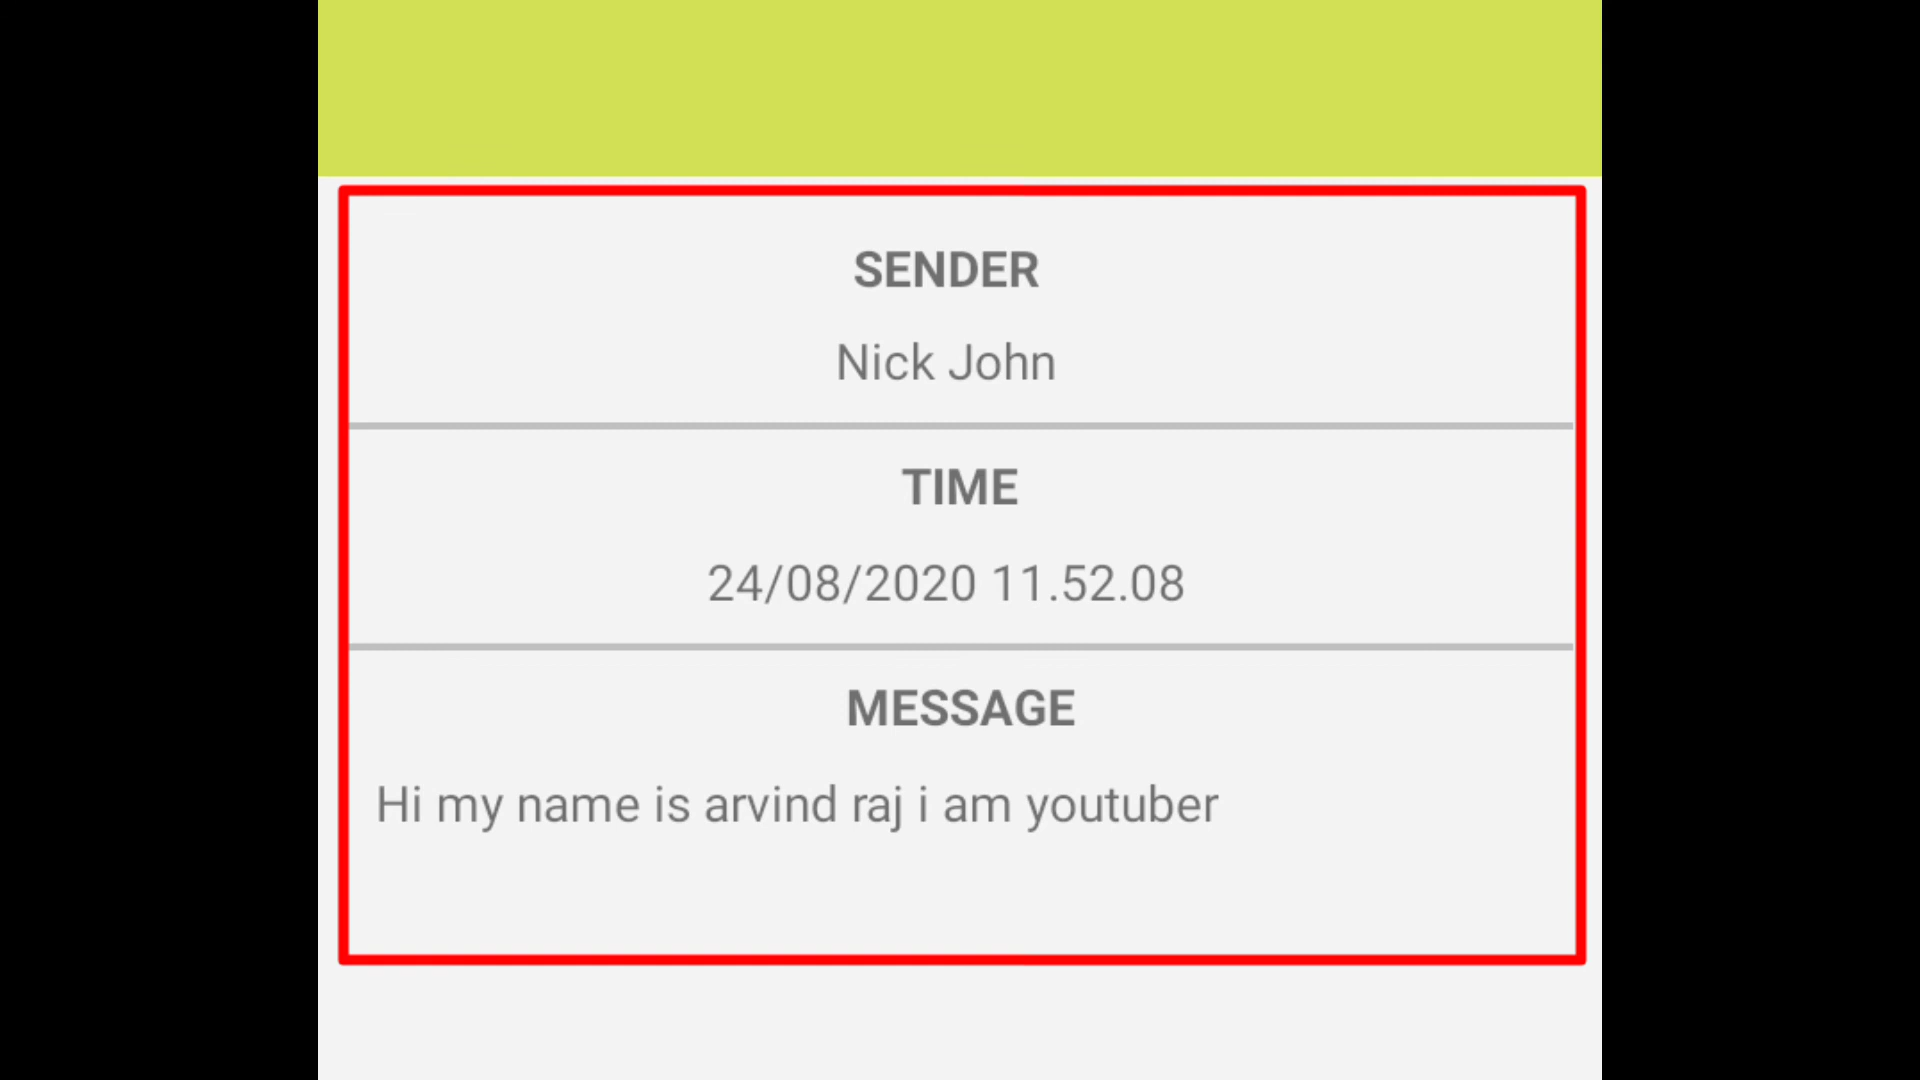 SENDER
Nick John
TIME
24/08/2020 11.52.08
MESSAGE
Hi my name is arvind raj i am youtuber